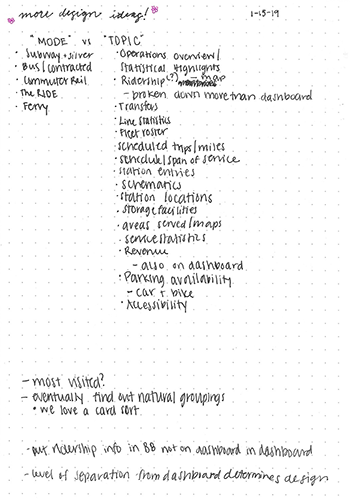 more design ideas! 1-15-19
"MODE" vs "TOPIC"
· Subway + Silver
· Bus / contracted
· Commuter Rail
· The RIDE
· Ferry
· Operations overview/
Statistical Highlights
· Ridership (?) - map
- broken down more than dashboard
· Transfers
· Line statistics
· Fleet roster
· scheduled trips/miles
· schedule/span of service
· station entries
· schematics
· station locations
· storage facilities
· areas served/maps
· service statistics
· Revenue
- also on dashboard
· Parking availability
- car + bike
· Accessibility
- most visited?
- eventually find out natural groupings
· we love a card sort
- put ridership info in BB not on dashboard in dashboard
- level of separation from dashboard determines design